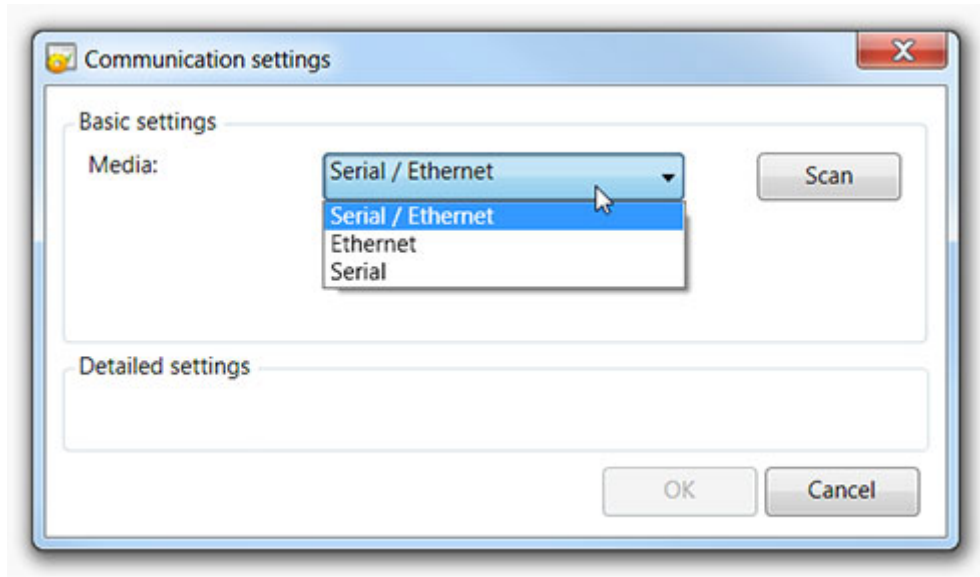 Communication settings
Basic settings
Media:
Serial / Ethernet
Scan
Serial / Ethernet
Ethernet
Serial
Detailed settings
OK
Cancel